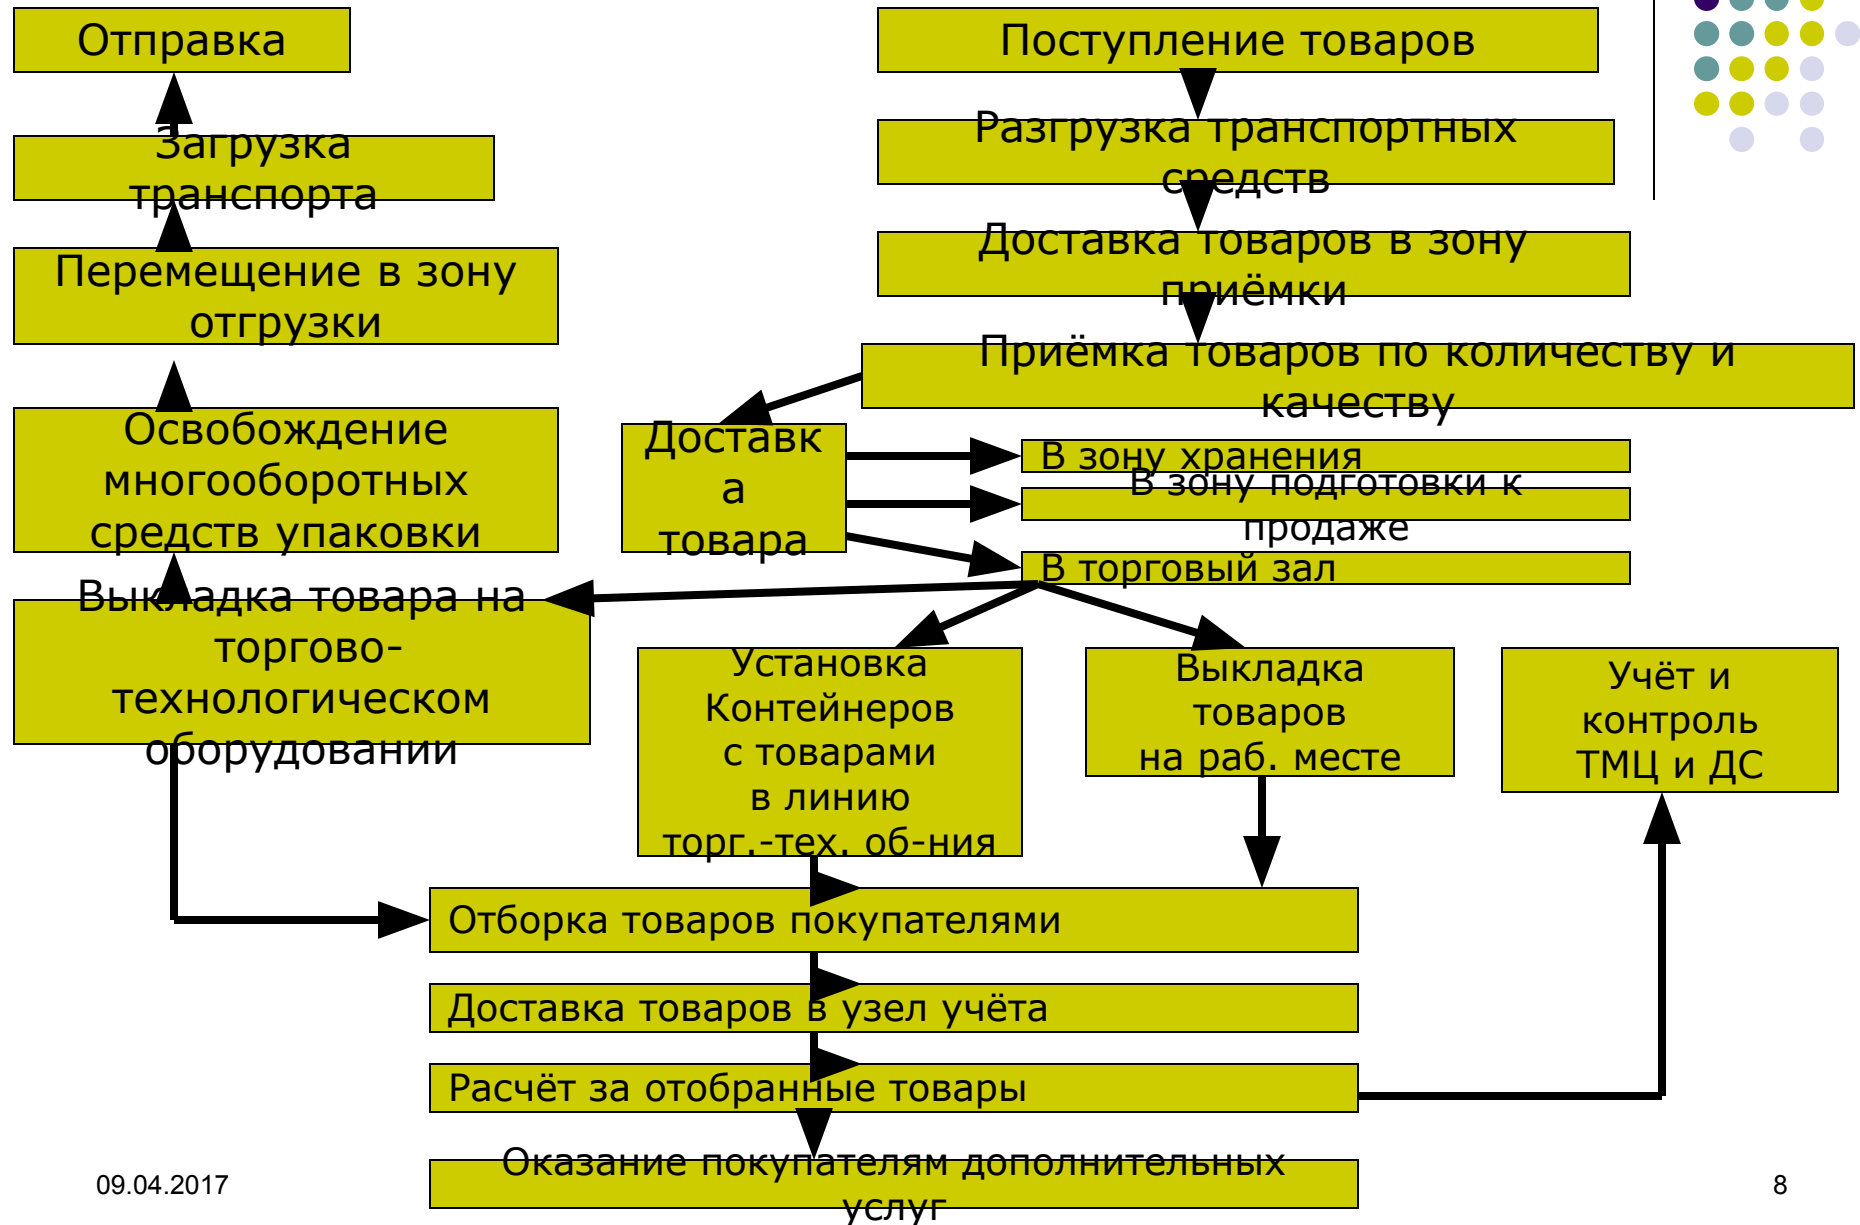 Отправка
Загрузка
транспорта
Перемещение в зону
отгрузки
Освобождение
многооборотных
средств упаковки
Выкладка товара на
торгово-
технологическом
оборудовании
Поступление товаров
Разгрузка транспортных
средств
Доставка товаров в зону
приёмки
Приёмка товаров по количеству и
качеству
Доставк
а
товара
В зону хранения
В зону подготовки к
продаже
В торговый зал
Установка
Контейнеров
с товарами
в линию
торг.-тех. об-ния
Выкладка
товаров
на раб. месте
Учёт и
контроль
ТМЦ и ДС
Отборка товаров покупателями
Доставка товаров в узел учёта
Расчёт за отобранные товары
Оказание покупателям дополнительных
услуг
09.04.2017
8